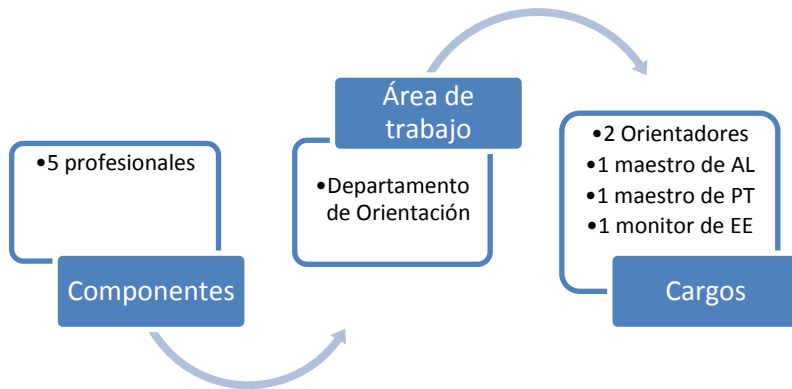 •5 profesionales
Componentes
Área de
trabajo
•Departamento
de Orientación
•2 Orientadores
•1 maestro de AL
•1 maestro de PT
•1 monitor de EE
Cargos